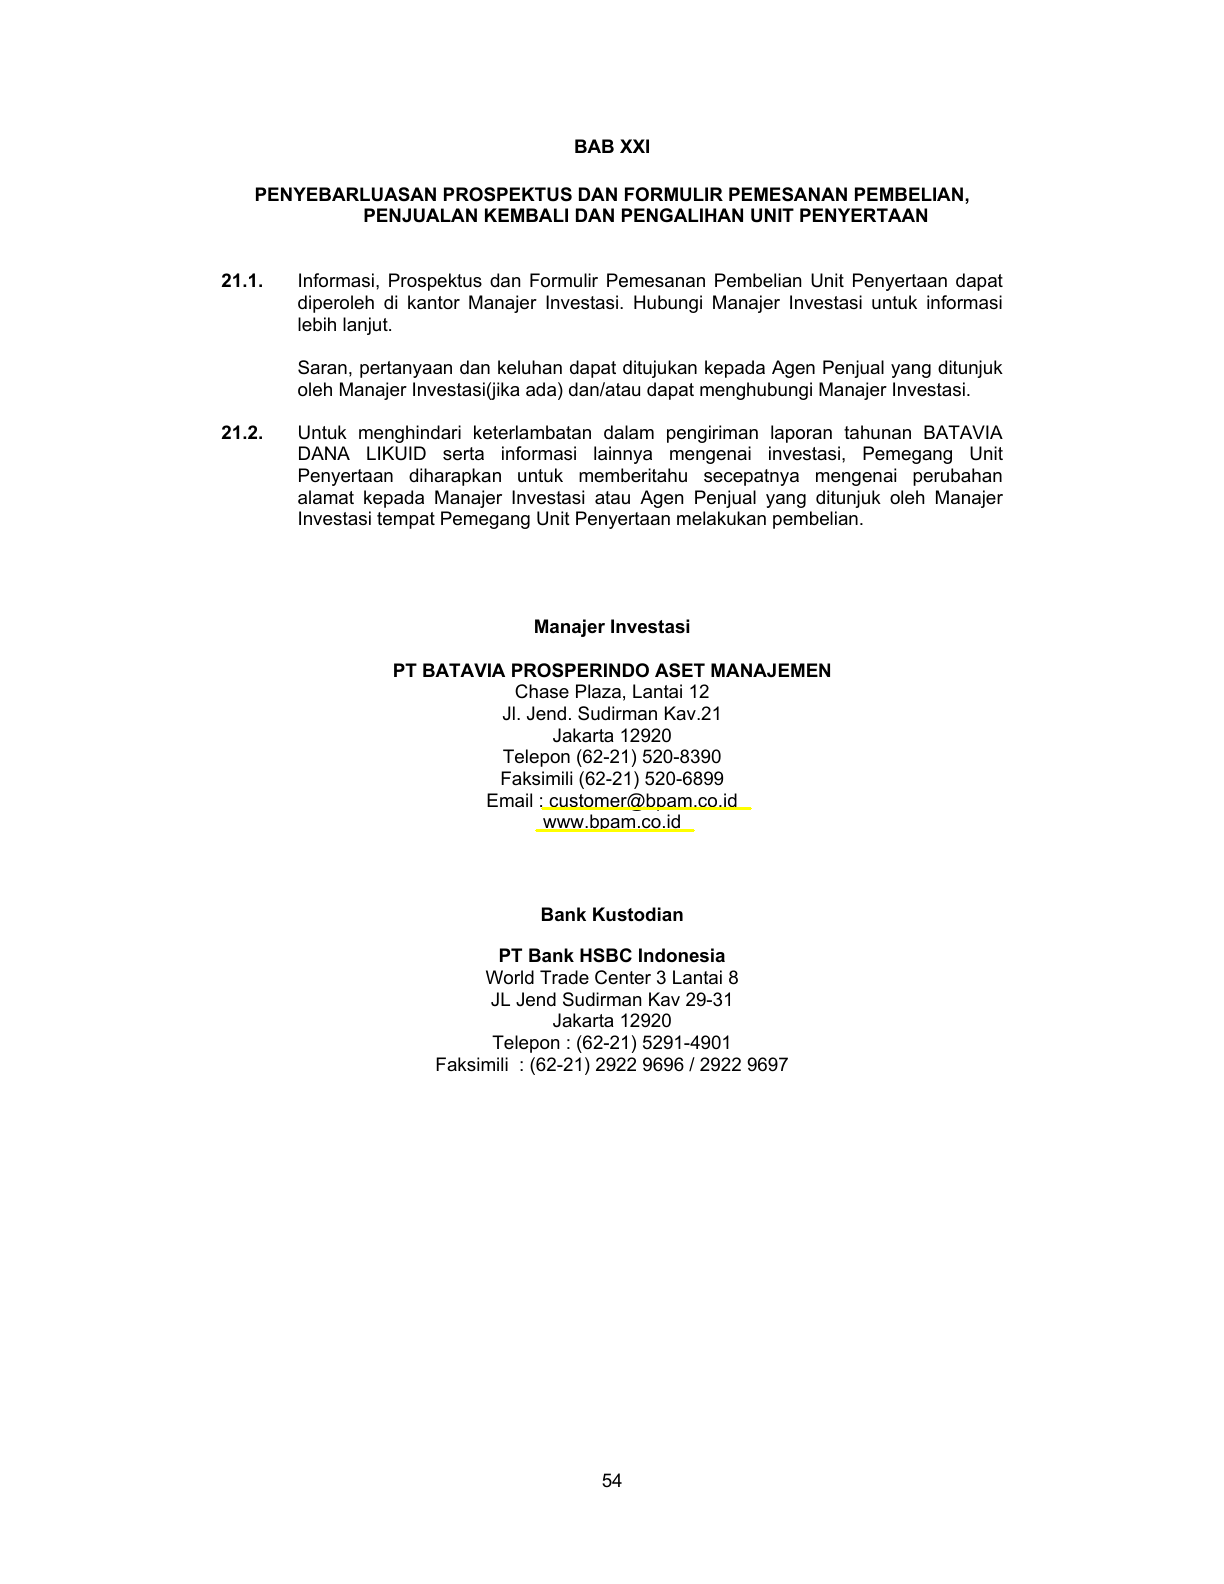 BAB XXI
PENYEBARLUASAN PROSPEKTUS DAN FORMULIR PEMESANAN PEMBELIAN,
PENJUALAN KEMBALI DAN PENGALIHAN UNIT PENYERTAAN
21.1. Informasi, Prospektus dan Formulir Pemesanan Pembelian Unit Penyertaan dapat
diperoleh di kantor Manajer Investasi. Hubungi Manajer Investasi untuk informasi
lebih lanjut.
Saran, pertanyaan dan keluhan dapat ditujukan kepada Agen Penjual yang ditunjuk
oleh Manajer Investasi(jika ada) dan/atau dapat menghubungi Manajer Investasi.
21.2. Untuk menghindari keterlambatan dalam pengiriman laporan tahunan BATAVIA
DANA LIKUID serta informasi lainnya mengenai investasi, Pemegang Unit
Penyertaan diharapkan untuk memberitahu secepatnya mengenai perubahan
alamat kepada Manajer Investasi atau Agen Penjual yang ditunjuk oleh Manajer
Investasi tempat Pemegang Unit Penyertaan melakukan pembelian.
Manajer Investasi
PT BATAVIA PROSPERINDO ASET MANAJEMEN
Chase Plaza, Lantai 12
Jl. Jend. Sudirman Kav.21
Jakarta 12920
Telepon (62-21) 520-8390
Faksimili (62-21) 520-6899
Email : customer@bpam.co.id
www.bpam.co.id
Bank Kustodian
PT Bank HSBC Indonesia
World Trade Center 3 Lantai 8
JL Jend Sudirman Kav 29-31
Jakarta 12920
Telepon : (62-21) 5291-4901
Faksimili : (62-21) 2922 9696 / 2922 9697
54